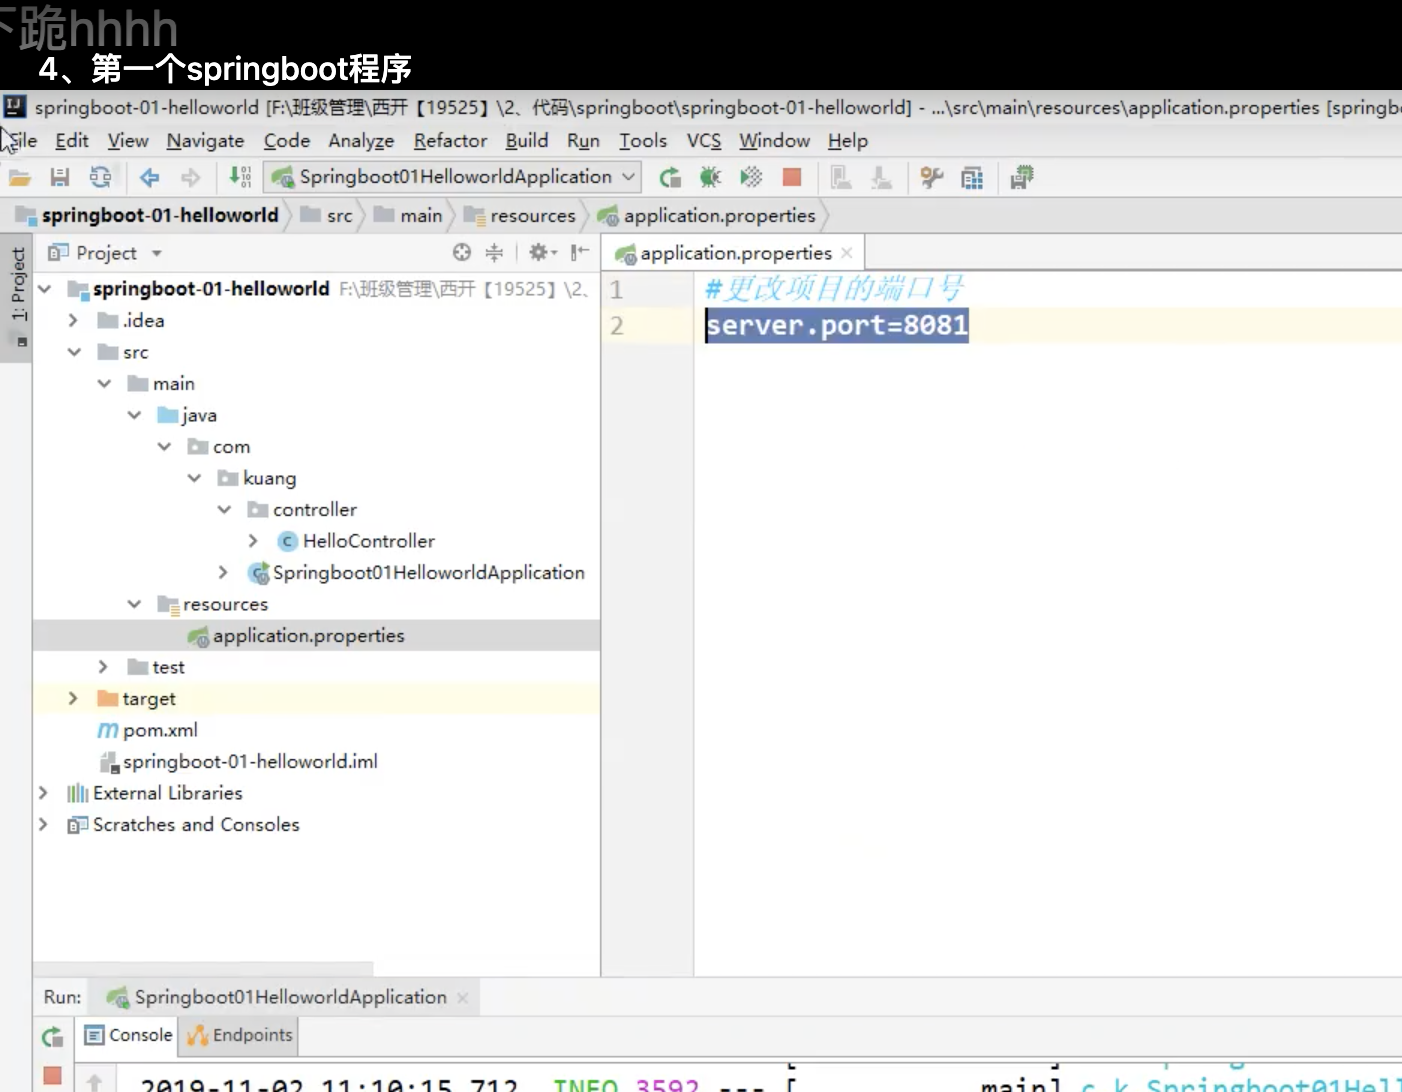 下跪hhhh
4、第一个springboot程序
springboot-01-helloworld [F:\班级管理\西开【19525】\2、代码\springboot\springboot-01-helloworld] - ...\src\main\resources\application.properties [springbo
File Edit View Navigate Code Analyze Refactor Build Run Tools VCS Window Help
Springboot01HelloworldApplication
springboot-01-helloworld src main resources application.properties
1: Project
Project
application.properties
springboot-01-helloworld F:\班级管理\西开【19525】\2、
.idea
src
main
java
com
kuang
controller
HelloController
Springboot01HelloworldApplication
resources
application.properties
test
target
pom.xml
springboot-01-helloworld.iml
External Libraries
Scratches and Consoles
1 #更改项目的端口号
2 server.port=8081
Run: Springboot01HelloworldApplication
Console Endpoints
2019-11-02 11:10:15.712 INFO 3592 --- [ main] c.k.Springboot01Hell